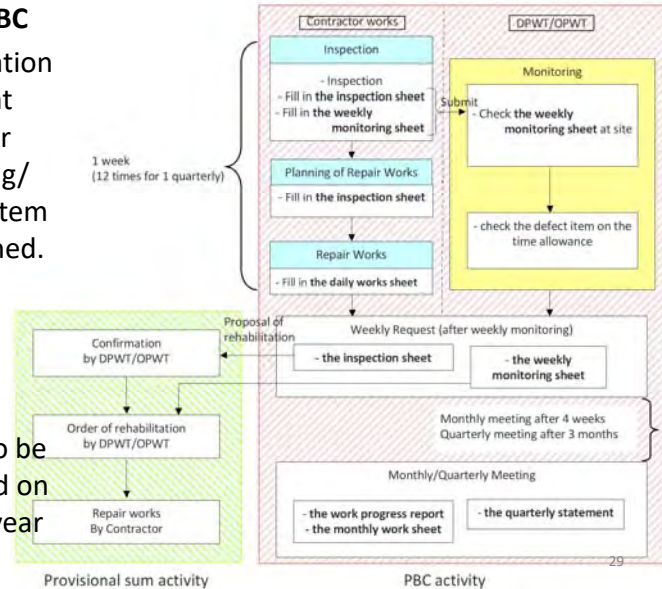 BC
ation
nt
r
g/
stem
ned.
o be
d on
year
Contractor works
DPWT/OPWT
Inspection
- Inspection
- Fill in the inspection sheet
- Fill in the weekly
monitoring sheet
Submit
Monitoring
- Check the weekly
monitoring sheet at site
1 week
(12 times for 1 quarterly)
Planning of Repair Works
- Fill in the inspection sheet
- check the defect item on the
time allowance
Repair Works
- Fill in the daily works sheet
Proposal of
rehabilitation
Weekly Request (after weekly monitoring)
- the inspection sheet
- the weekly
monitoring sheet
Confirmation
by DPWT/OPWT
Order of rehabilitation
by DPWT/OPWT
Repair works
By Contractor
Monthly meeting after 4 weeks
Quarterly meeting after 3 months
Monthly/Quarterly Meeting
- the work progress report
- the monthly work sheet
- the quarterly statement
29
Provisional sum activity
PBC activity